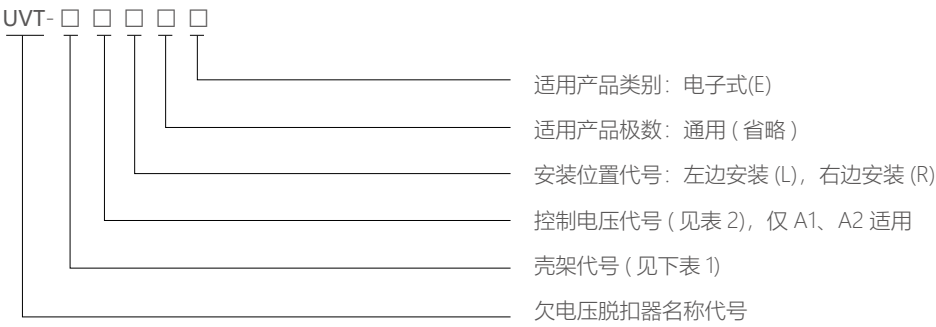 UVT-□ □ □ □ □
适用产品类别：电子式(E)
适用产品极数：通用 ( 省略 )
安装位置代号：左边安装 (L)，右边安装 (R)
控制电压代号 ( 见表 2)，仅 A1、A2 适用
壳架代号 ( 见下表 1)
欠电压脱扣器名称代号